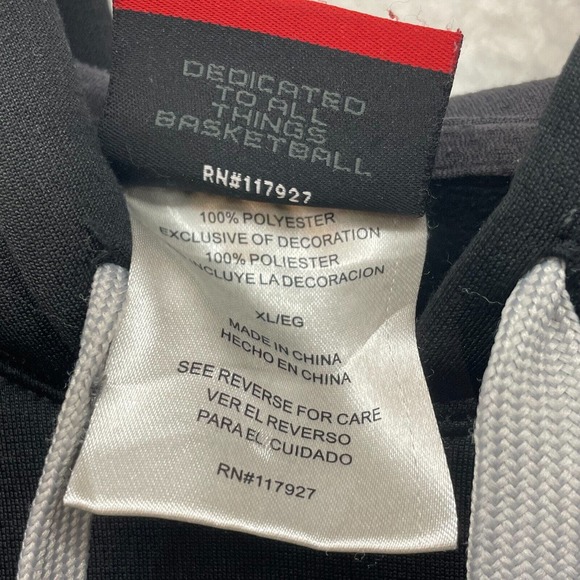 DEDICATED
TO ALL
THINGS
BASKETBALL
RN#117927
100% POLYESTER
EXCLUSIVE OF DECORATION
100% POLIESTER
INCLUYE LA DECORACION
XL/EG
MADE IN CHINA
HECHO EN CHINA
SEE REVERSE FOR CARE
VER EL REVERSO
PARA EL CUIDADO
RN#117927